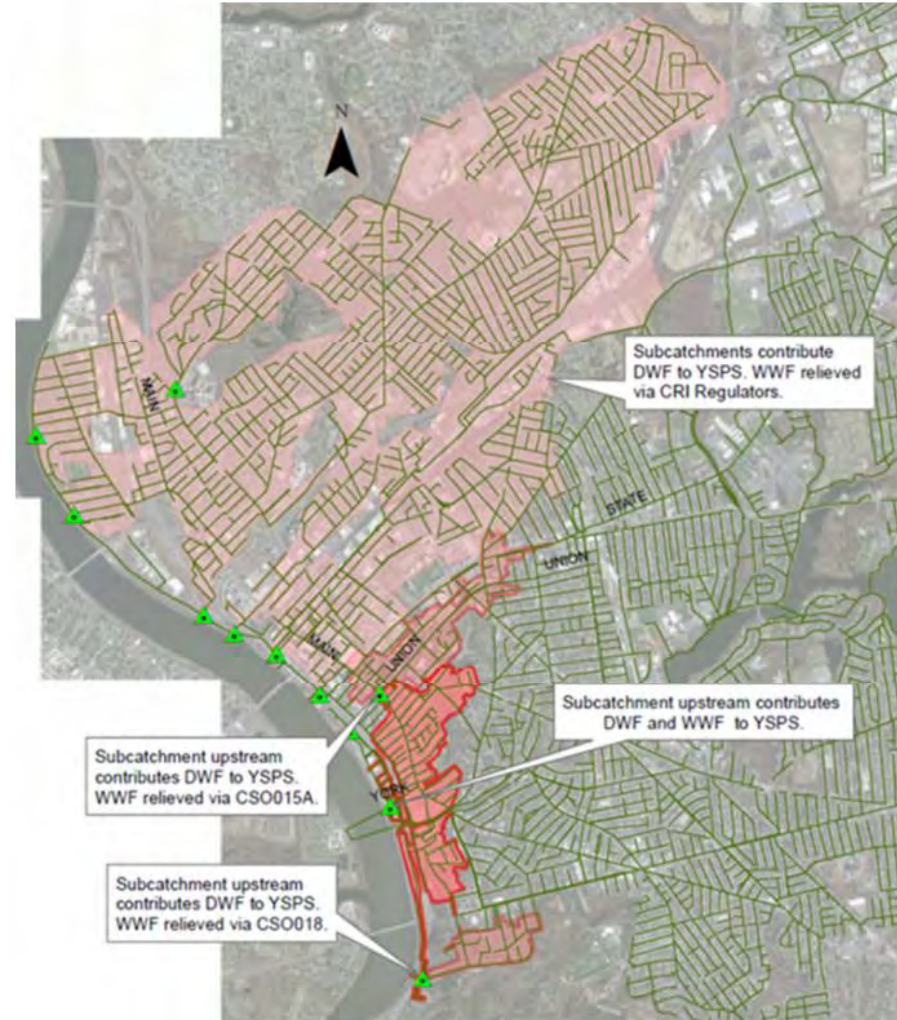 N
Subcatchments contribute
DWF to YSPS. WWF relieved
via CRI Regulators.
MAIN
STATE
UNION
MAIN
UNION
Subcatchment upstream contributes
DWF and WWF to YSPS.
Subcatchment upstream
contributes DWF to YSPS.
WWF relieved via CSO015A.
YORK
Subcatchment upstream
contributes DWF to YSPS.
WWF relieved via CSO018.